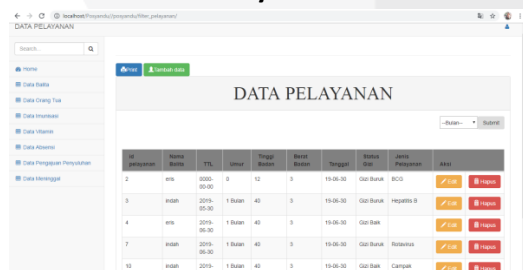 localhost/Posyandu2/posyandu/filter_pelayanan/
DATA PELAYANAN
Search...
Home
Data Balita
Data Orang Tua
Data Imunisasi
Data Vitamin
Data Absensi
Data Pengajuan Penyuluhan
Data Meninggal
Print Tambah data
DATA PELAYANAN
--Bulan-- Submit
Id pelayanan Nama Balita TTL Umur Tinggi Badan Berat Badan Tanggal Status Gizi Jenis Pelayanan Aksi
2 eris 0000-00-00 0 12 3 19-06-30 Gizi Buruk BCG Edit Hapus
3 indah 2019-05-30 1 Bulan 40 3 19-06-30 Gizi Buruk Hepatitis B Edit Hapus
4 eris 2019-06-30 1 Bulan 40 3 19-06-30 Gizi Baik Edit Hapus
7 indah 2019-06-30 1 Bulan 40 3 19-06-30 Gizi Buruk Rotavirus Edit Hapus
10 indah 2019- 1 Bulan 40 3 19-06-30 Gizi Baik Campak Edit Hapus